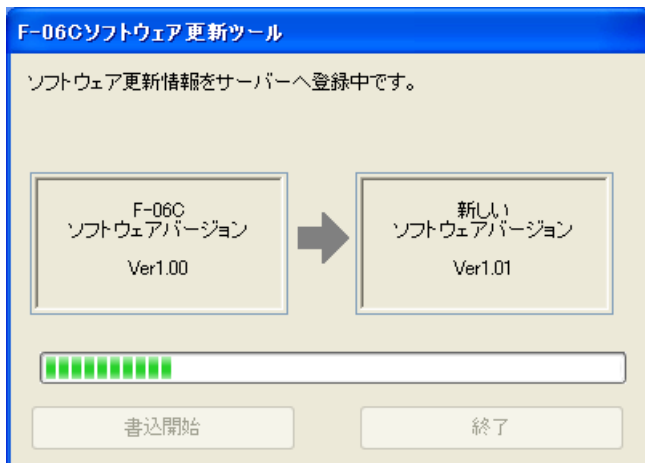 F-06Cソフトウェア更新ツール
ソフトウェア更新情報をサーバーへ登録中です。
F-06C
ソフトウェアバージョン
Ver1.00
新しい
ソフトウェアバージョン
Ver1.01
書込開始
終了